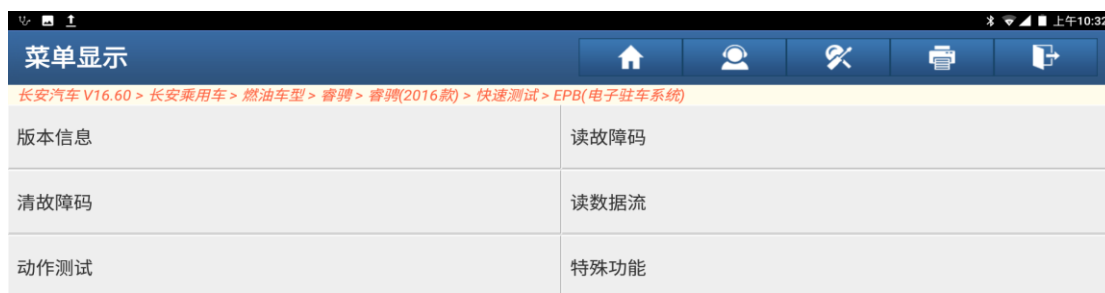 上午10:32
菜单显示
长安汽车 V16.60 > 长安乘用车 > 燃油车型 > 睿骋 > 睿骋(2016款) > 快速测试 > EPB(电子驻车系统)
版本信息
读故障码
清故障码
读数据流
动作测试
特殊功能